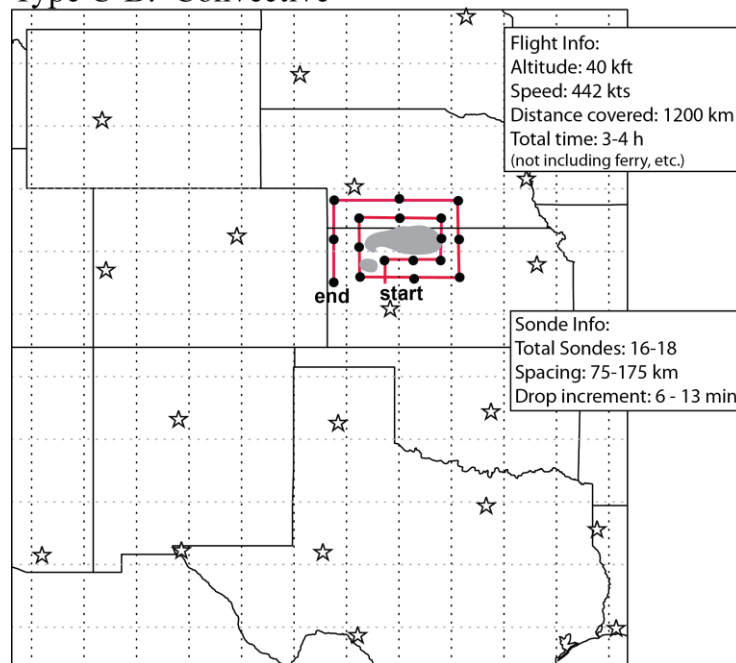 Type C-B: Convective
Flight Info:
Altitude: 40 kft
Speed: 442 kts
Distance covered: 1200 km
Total time: 3-4 h
(not including ferry, etc.)
end
start
Sonde Info:
Total Sondes: 16-18
Spacing: 75-175 km
Drop increment: 6 - 13 min